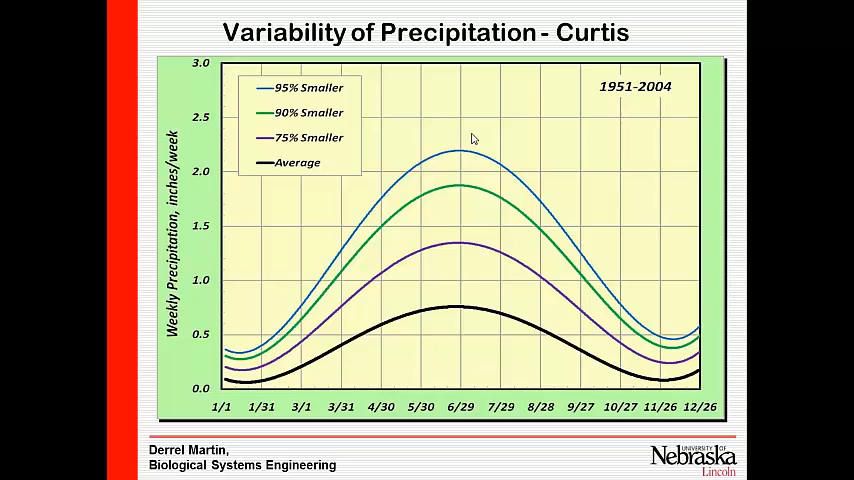 Variability of Precipitation - Curtis
3.0
2.5
2.0
1.5
1.0
0.5
0.0
Weekly Precipitation, inches/week
95% Smaller
90% Smaller
75% Smaller
Average
1951-2004
1/1 1/31 3/1 3/31 4/30 5/30 6/29 7/29 8/28 9/27 10/27 11/26 12/26
Derrel Martin,
Biological Systems Engineering
UNIVERSITY OF
Nebraska
Lincoln